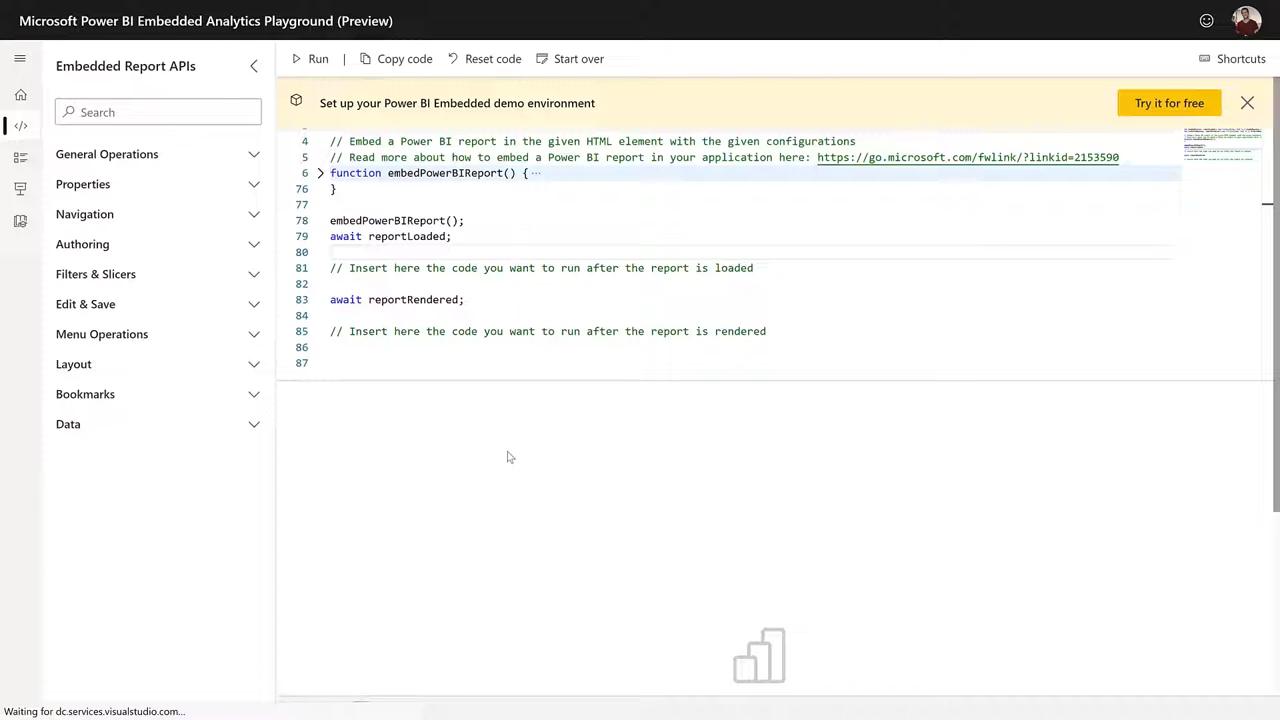 Microsoft Power BI Embedded Analytics Playground (Preview)
Embedded Report APIs
Search
General Operations
Properties
Navigation
Authoring
Filters & Slicers
Edit & Save
Menu Operations
Layout
Bookmarks
Data
Run | Copy code Reset code Start over Shortcuts
Set up your Power BI Embedded demo environment Try it for free
4 // Embed a Power BI report in the given HTML element with the given configurations
5 // Read more about how to embed a Power BI report in your application here: https://go.microsoft.com/fwlink/?linkid=2153590
6 function embedPowerBIReport() { ...
76 }
77
78 embedPowerBIReport();
79 await reportLoaded;
80
81 // Insert here the code you want to run after the report is loaded
82
83 await reportRendered;
84
85 // Insert here the code you want to run after the report is rendered
86
87
Waiting for dc.services.visualstudio.com...